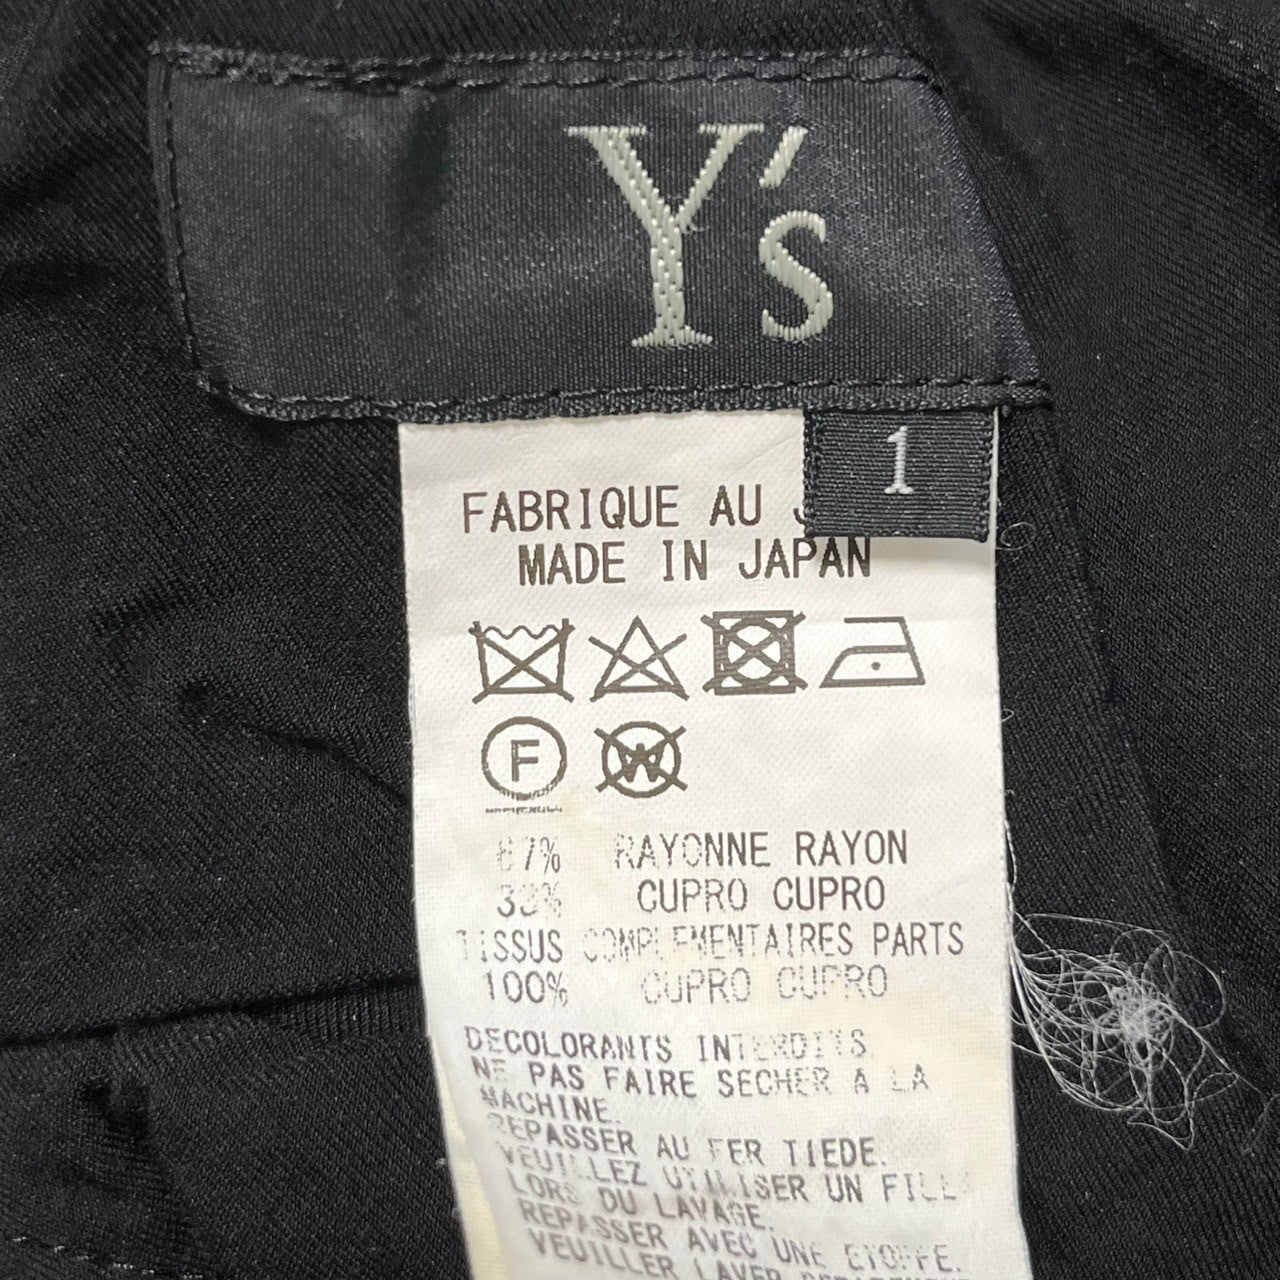 Y's
1
FABRIQUE AU
MADE IN JAPAN
F
W
67% RAYONNE RAYON
33% CUPRO CUPRO
TISSUS COMPLEMENTAIRES PARTS
100% CUPRO CUPRO
DECOLORANTS INTERDITS.
NE PAS FAIRE SECHER A LA
MACHINE.
REPASSER AU FER TIEDE.
VEUILLEZ UTILISER UN
LORS DU LAVAGE.
REPASSER AVEC UNE ETOFFE.
VEUILLER LAVER